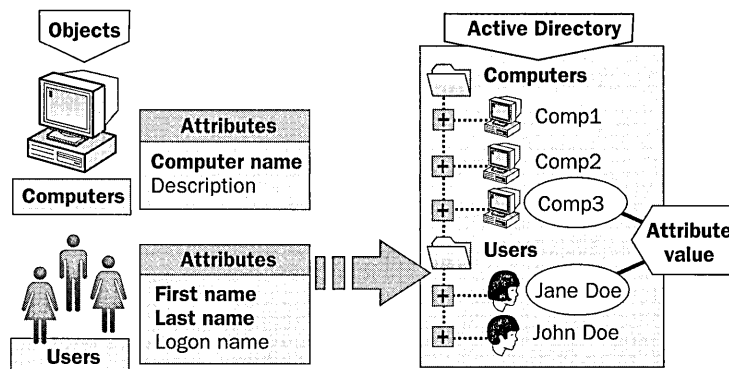 Objects
Attributes
Computer name
Description
Computers
Attributes
First name
Last name
Logon name
Users
Active Directory
Computers
Comp1
Comp2
Comp3
Users
Jane Doe
John Doe
Attribute
value